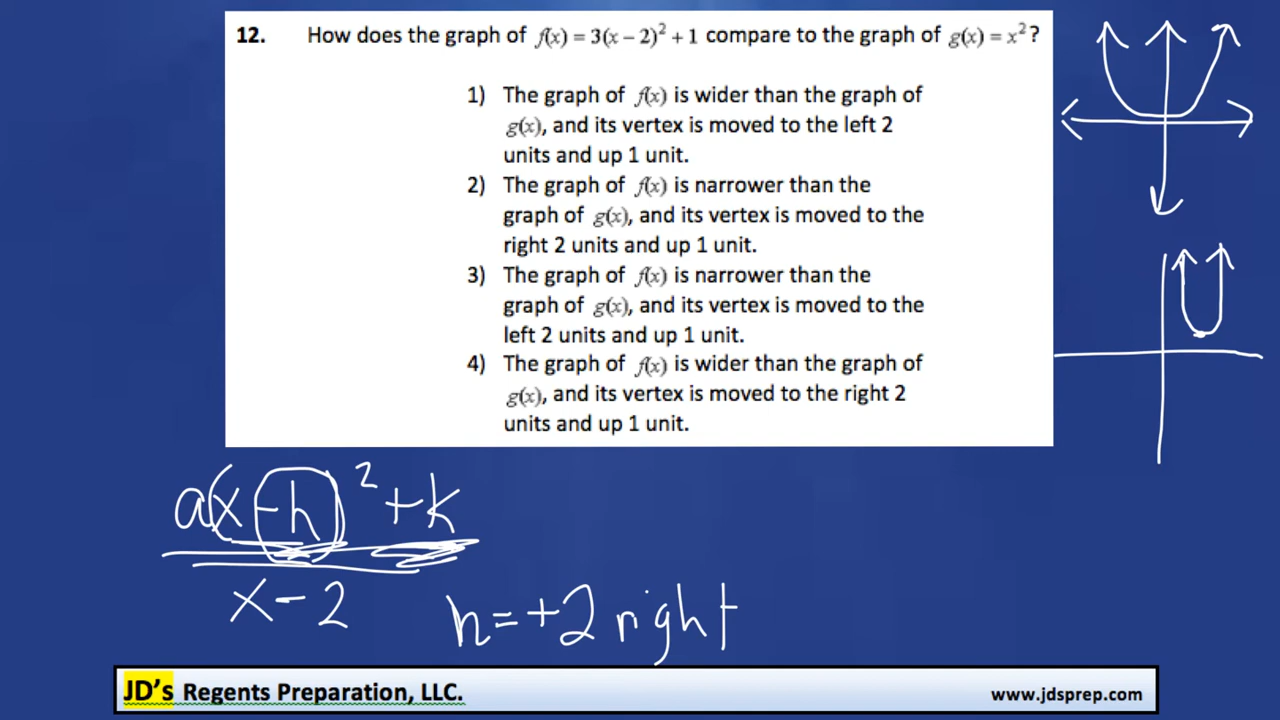 12. How does the graph of f(x) = 3(x − 2)² + 1 compare to the graph of g(x) = x²?
1) The graph of f(x) is wider than the graph of
g(x), and its vertex is moved to the left 2
units and up 1 unit.
2) The graph of f(x) is narrower than the
graph of g(x), and its vertex is moved to the
right 2 units and up 1 unit.
3) The graph of f(x) is narrower than the
graph of g(x), and its vertex is moved to the
left 2 units and up 1 unit.
4) The graph of f(x) is wider than the graph of
g(x), and its vertex is moved to the right 2
units and up 1 unit.
a(x-h)² +k
x-2
h=+2 right
JD's Regents Preparation, LLC.
www.jdsprep.com